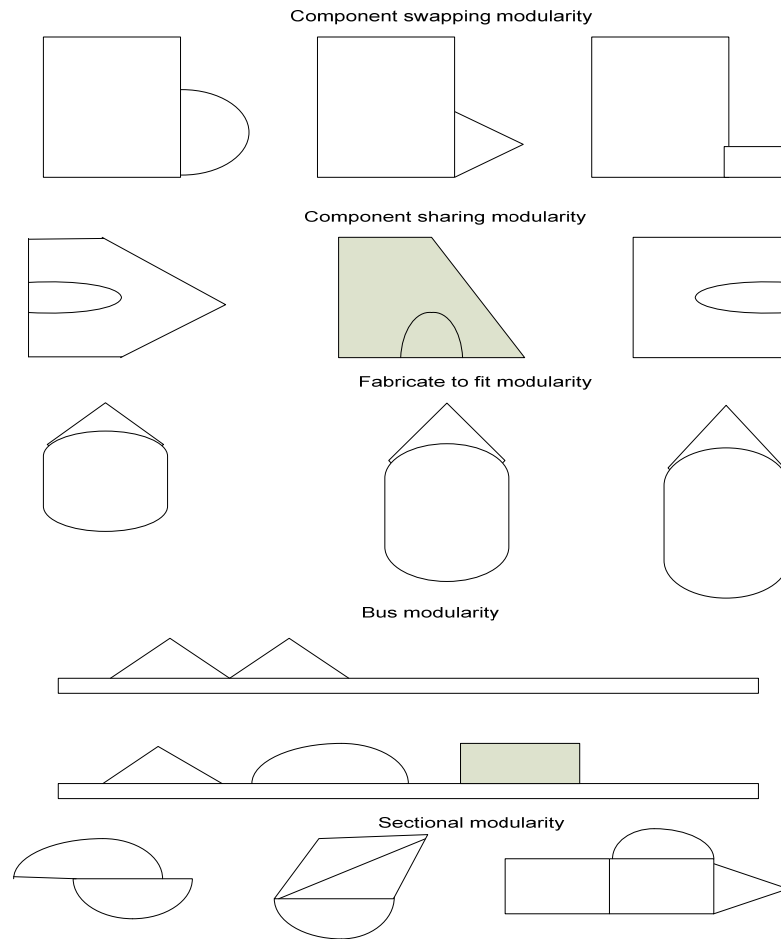 Component swapping modularity
Component sharing modularity
Fabricate to fit modularity
Bus modularity
Sectional modularity